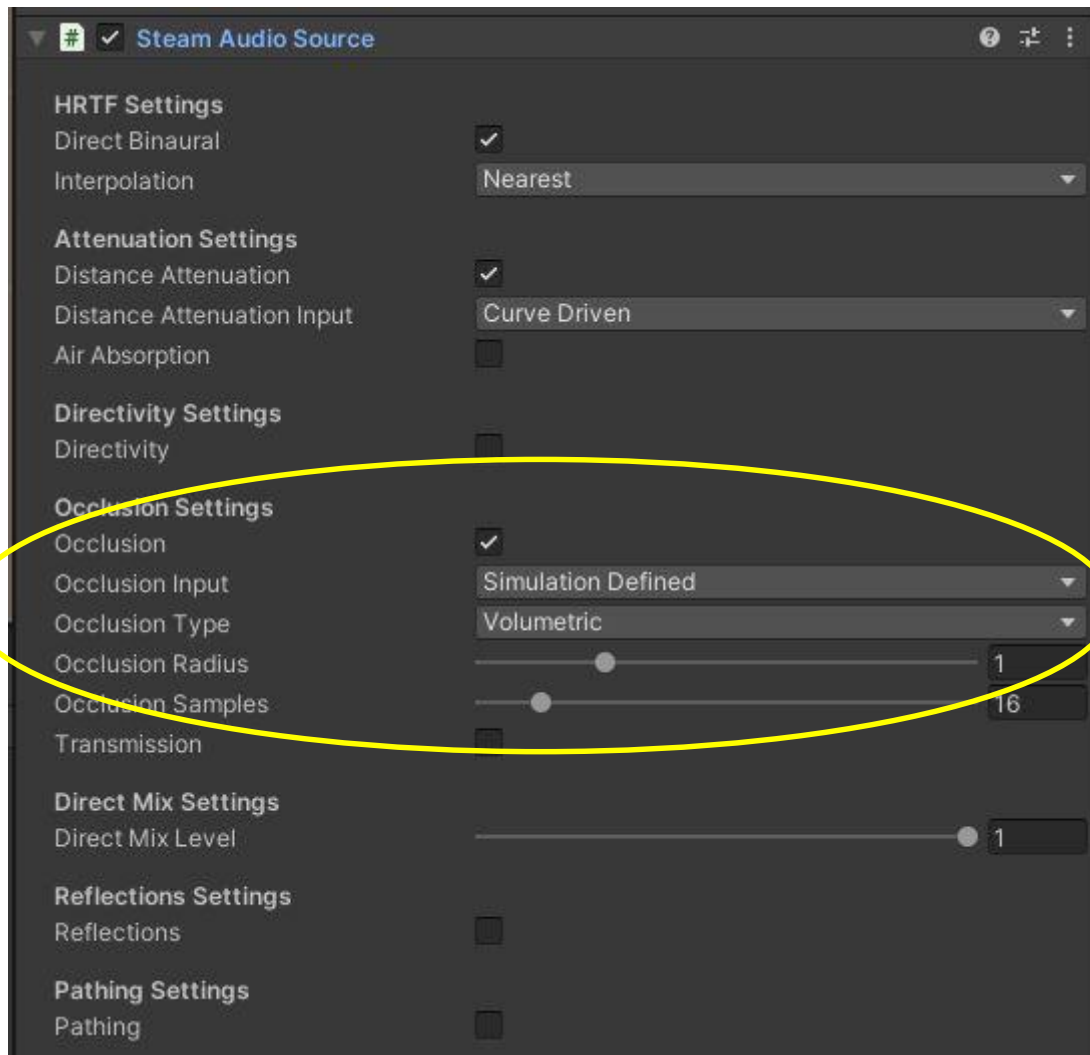 # Steam Audio Source ?
HRTF Settings
Direct Binaural
Interpolation Nearest
Attenuation Settings
Distance Attenuation
Distance Attenuation Input Curve Driven
Air Absorption
Directivity Settings
Directivity
Occlusion Settings
Occlusion
Occlusion Input Simulation Defined
Occlusion Type Volumetric
Occlusion Radius 1
Occlusion Samples 16
Transmission
Direct Mix Settings
Direct Mix Level 1
Reflections Settings
Reflections
Pathing Settings
Pathing